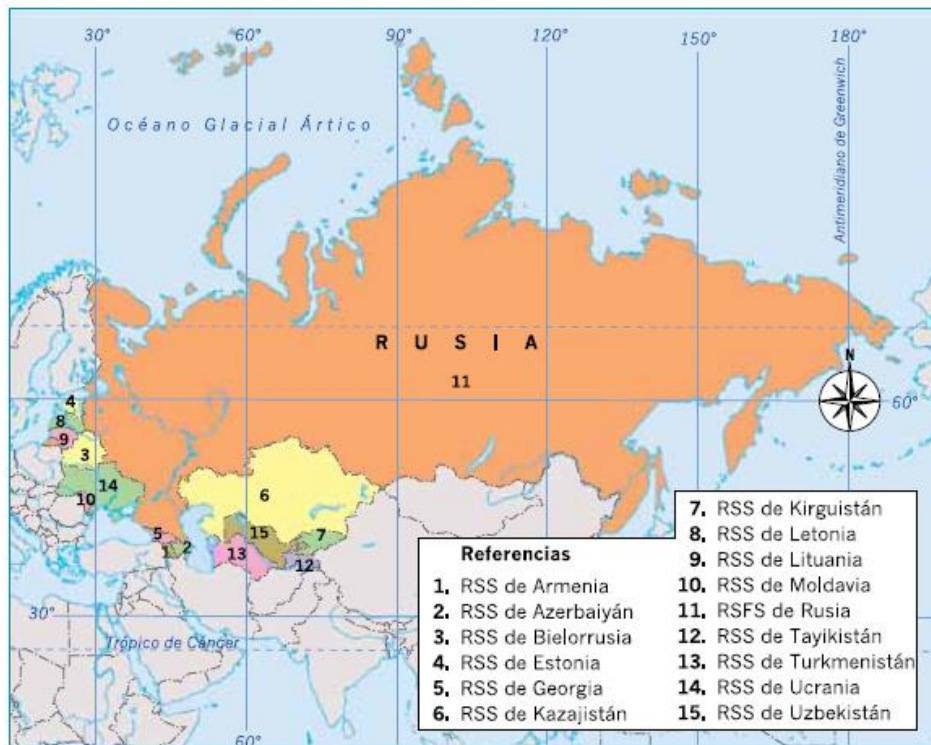 30°
60°
90°
120°
150°
180°
Océano Glacial Ártico
Antimeridiano de Greenwich
R U S I A
11
N
60°
4
8
9
3
14
10
6
5
1
2
15
7
13
12
30°
Trópico de Cáncer
60°
Referencias
1. RSS de Armenia
2. RSS de Azerbaiyán
3. RSS de Bielorrusia
4. RSS de Estonia
5. RSS de Georgia
6. RSS de Kazajistán
7. RSS de Kirguistán
8. RSS de Letonia
9. RSS de Lituania
10. RSS de Moldavia
11. RSFS de Rusia
12. RSS de Tayikistán
13. RSS de Turkmenistán
14. RSS de Ucrania
15. RSS de Uzbekistán